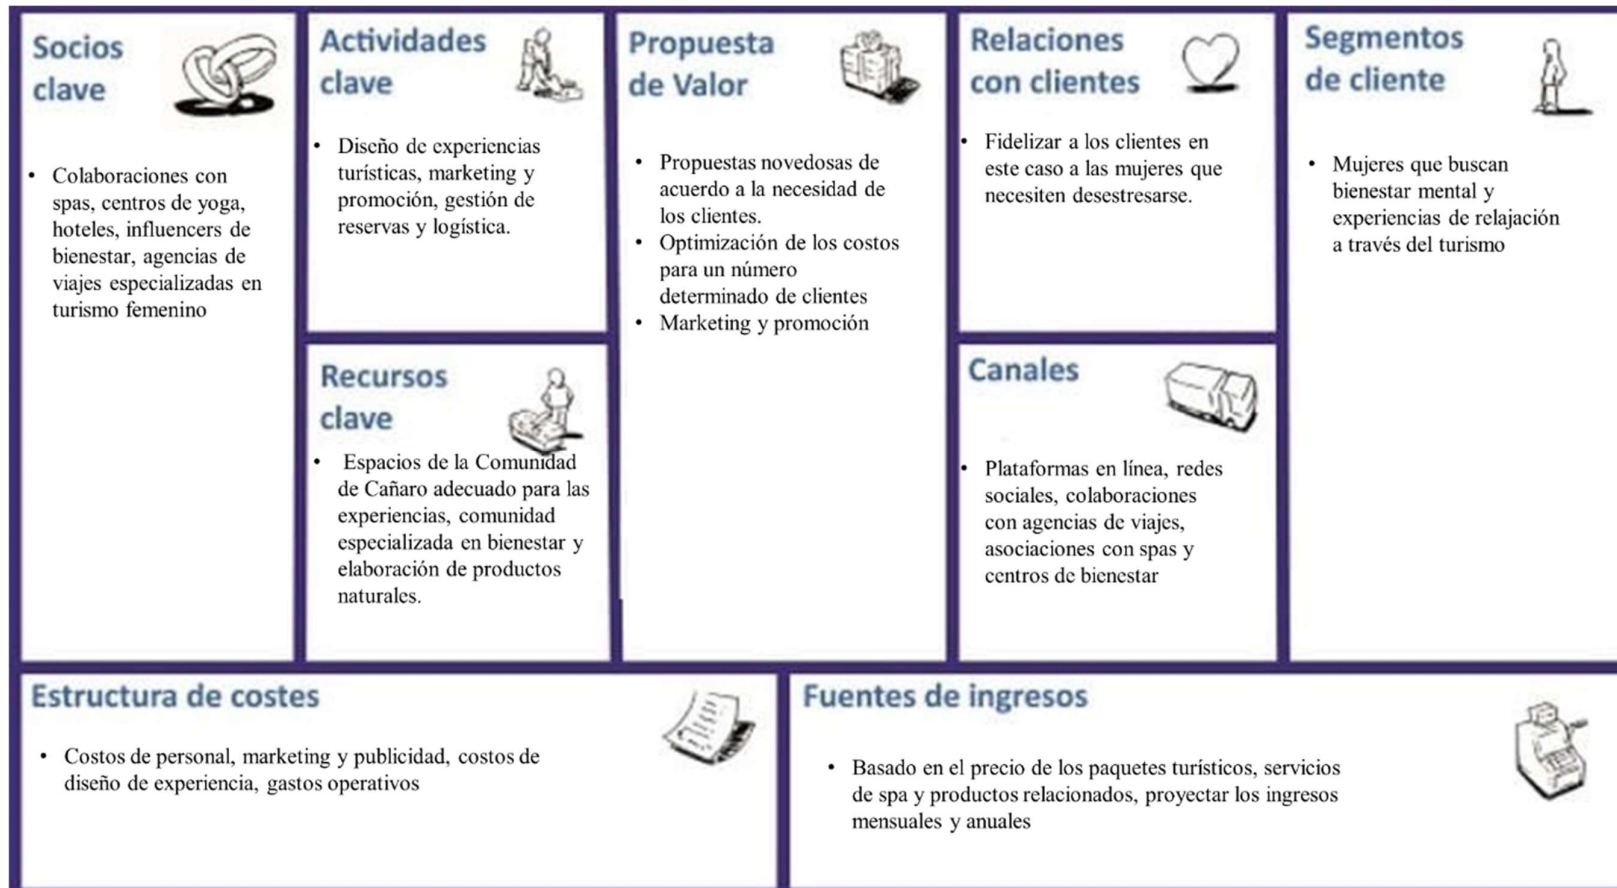 Socios
clave
• Colaboraciones con
spas, centros de yoga,
hoteles, influencers de
bienestar, agencias de
viajes especializadas en
turismo femenino
Actividades
clave
• Diseño de experiencias
turísticas, marketing y
promoción, gestión de
reservas y logística.
Recursos
clave
• Espacios de la Comunidad
de Cañaro adecuado para las
experiencias, comunidad
especializada en bienestar y
elaboración de productos
naturales.
Propuesta
de Valor
• Propuestas novedosas de
acuerdo a la necesidad de
los clientes.
• Optimización de los costos
para un número
determinado de clientes
• Marketing y promoción
Relaciones
con clientes
• Fidelizar a los clientes en
este caso a las mujeres que
necesiten desestresarse.
Canales
• Plataformas en línea, redes
sociales, colaboraciones
con agencias de viajes,
asociaciones con spas y
centros de bienestar
Segmentos
de cliente
• Mujeres que buscan
bienestar mental y
experiencias de relajación
a través del turismo
Estructura de costes
• Costos de personal, marketing y publicidad, costos de
diseño de experiencia, gastos operativos
Fuentes de ingresos
• Basado en el precio de los paquetes turísticos, servicios
de spa y productos relacionados, proyectar los ingresos
mensuales y anuales